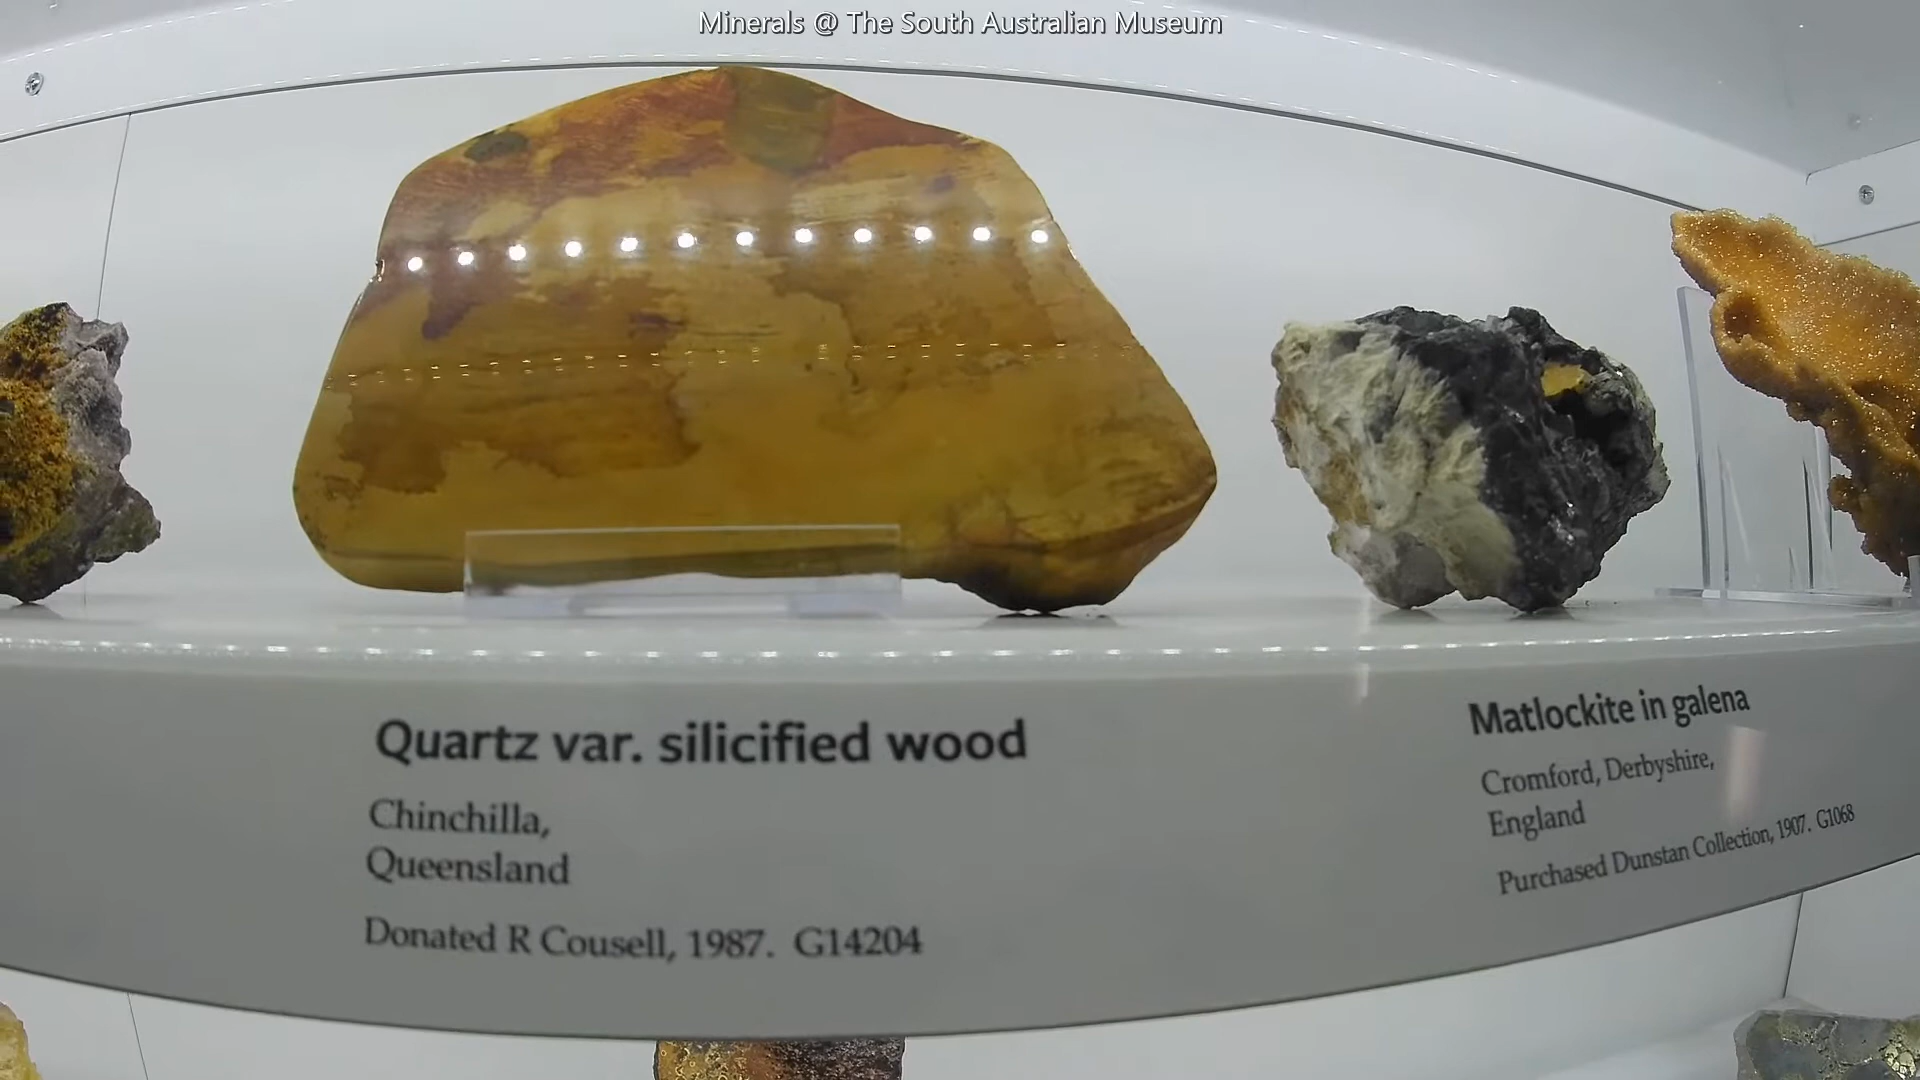 Minerals @ The South Australian Museum
Quartz var. silicified wood
Chinchilla,
Queensland
Donated R Cousell, 1987. G14204
Matlockite in galena
Cromford, Derbyshire,
England
Purchased Dunstan Collection, 1907. G1068